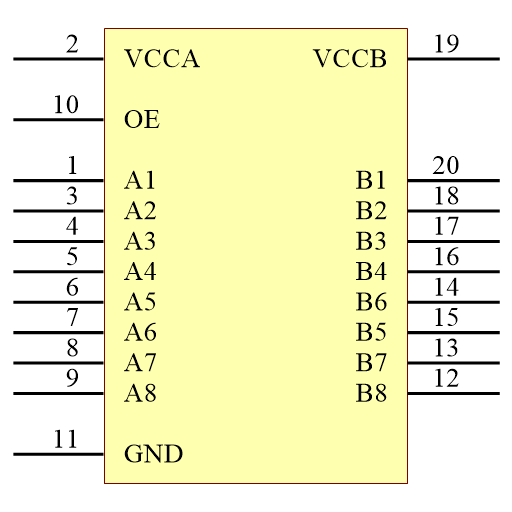 2 VCCA VCCB 19
10 OE
1 A1 B1 20
3 A2 B2 18
4 A3 B3 17
5 A4 B4 16
6 A5 B6 14
7 A6 B5 15
8 A7 B7 13
9 A8 B8 12
11 GND